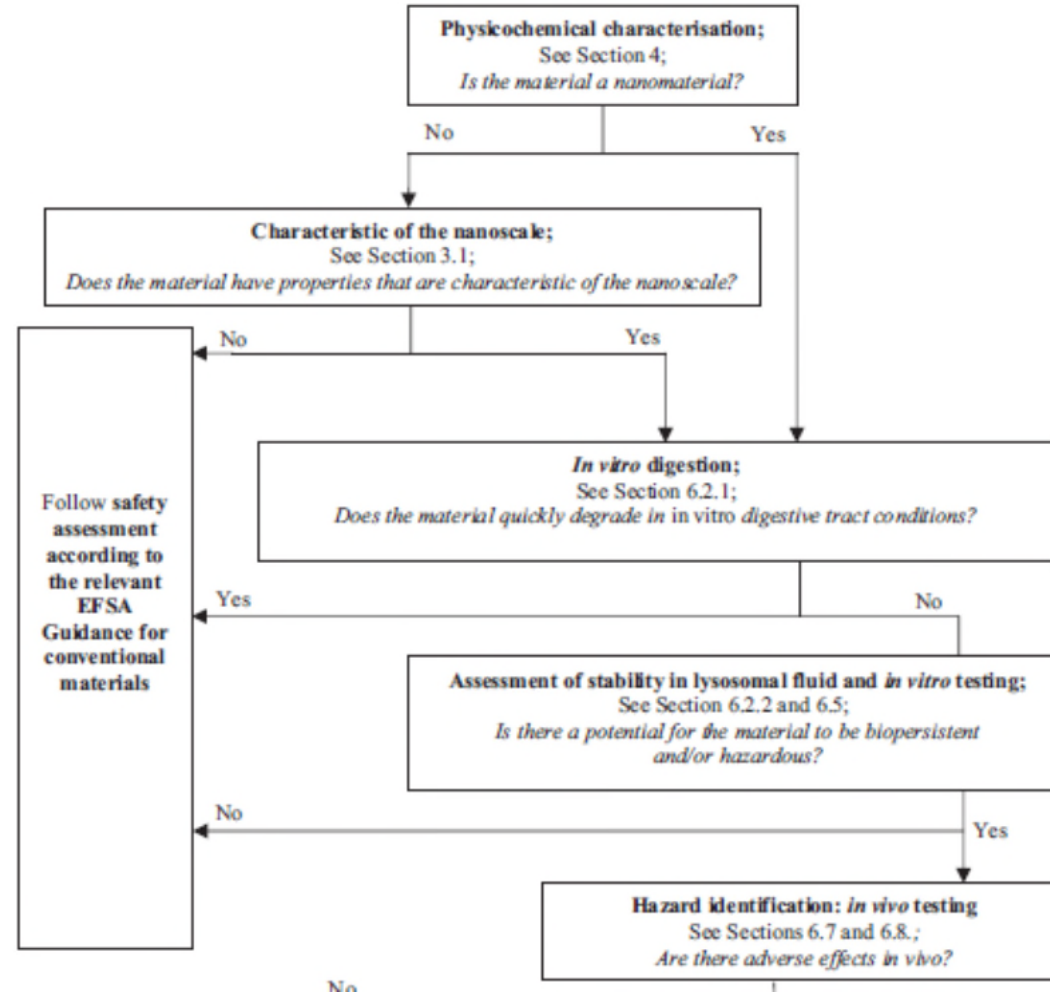 Physicochemical characterisation;
See Section 4;
Is the material a nanomaterial?
No
Yes
Characteristic of the nanoscale;
See Section 3.1;
Does the material have properties that are characteristic of the nanoscale?
No
Yes
In vitro digestion;
See Section 6.2.1;
Does the material quickly degrade in in vitro digestive tract conditions?
Follow safety
assessment
according to
the relevant
EFSA
Guidance for
conventional
materials
Yes
No
Assessment of stability in lysosomal fluid and in vitro testing;
See Section 6.2.2 and 6.5;
Is there a potential for the material to be biopersistent
and/or hazardous?
No
Yes
Hazard identification: in vivo testing
See Sections 6.7 and 6.8.;
Are there adverse effects in vivo?
No